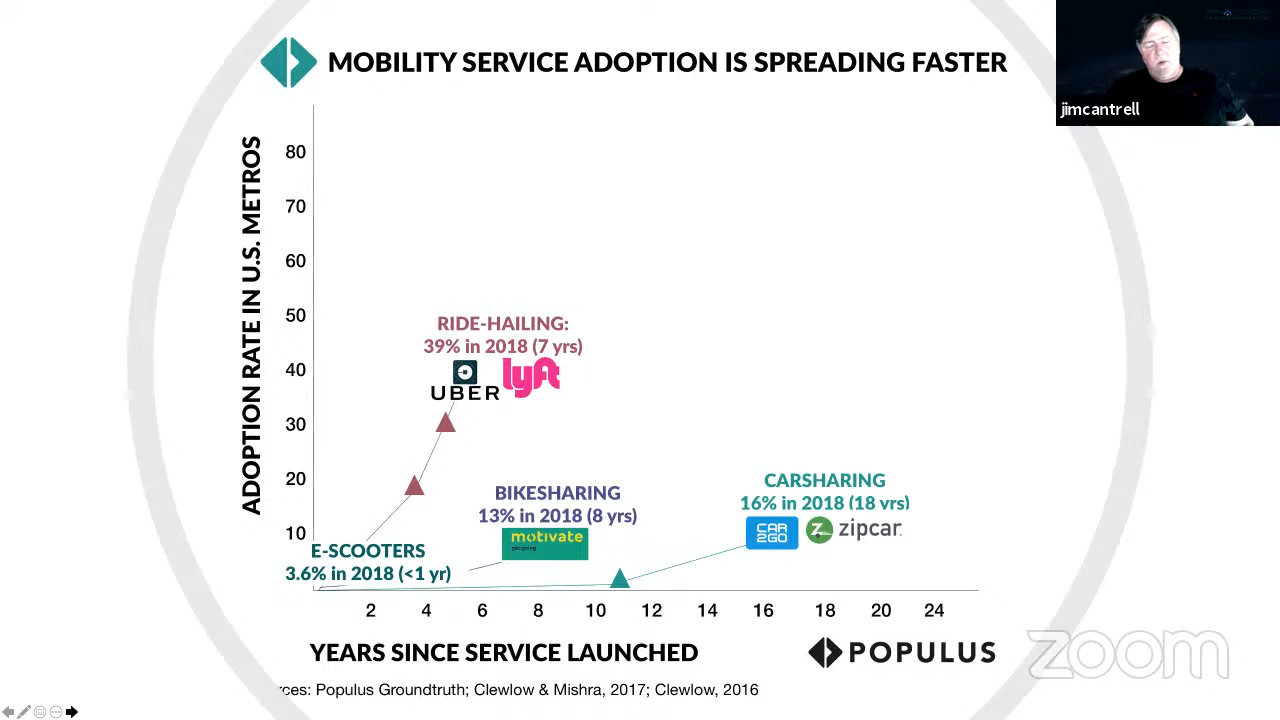 MOBILITY SERVICE ADOPTION IS SPREADING FASTER
jimcantrell
ADOPTION RATE IN U.S. METROS
80
70
60
50
40
30
20
10
RIDE-HAILING:
39% in 2018 (7 yrs)
UBER lyft
BIKESHARING
13% in 2018 (8 yrs)
motivate
CARSHARING
16% in 2018 (18 yrs)
CAR2GO zipcar.
E-SCOOTERS
3.6% in 2018 (<1 yr)
2 4 6 8 10 12 14 16 18 20 24
YEARS SINCE SERVICE LAUNCHED
POPULUS
zoom
rces: Populus Groundtruth; Clewlow & Mishra, 2017; Clewlow, 2016